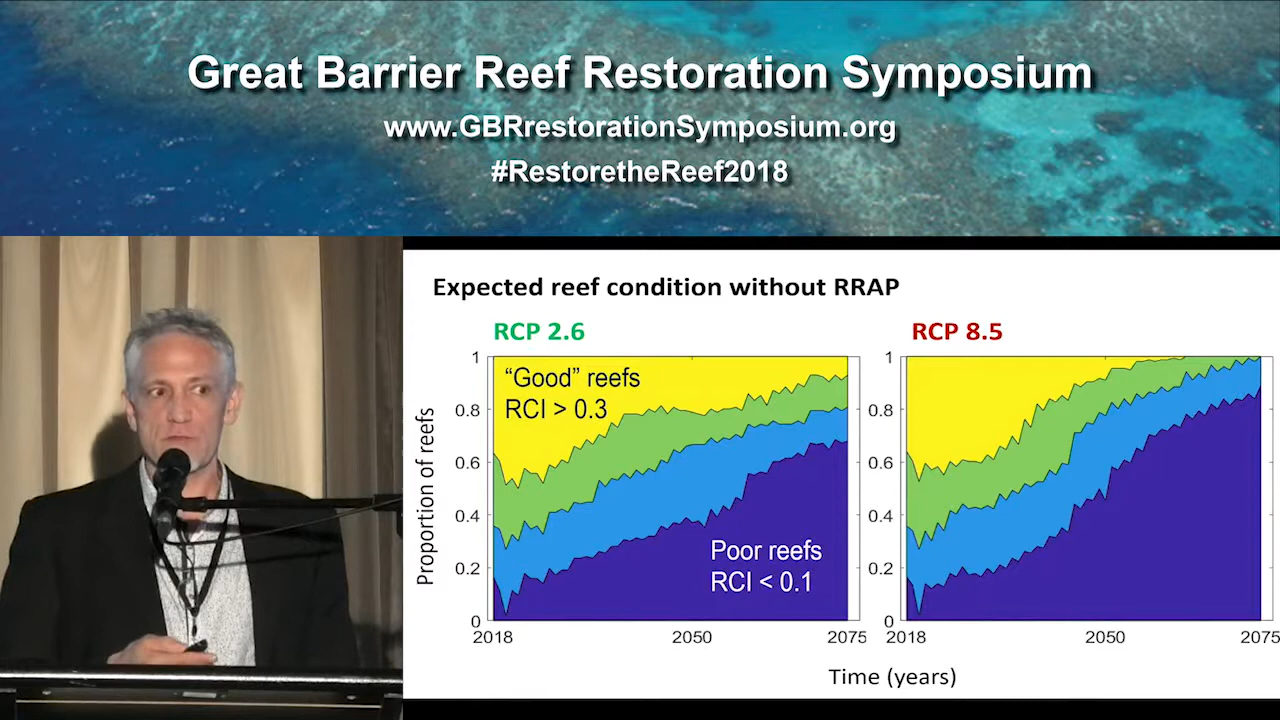 Great Barrier Reef Restoration Symposium
www.GBRrestorationSymposium.org
#RestoretheReef2018
Expected reef condition without RRAP
RCP 2.6
RCP 8.5
"Good" reefs
RCI > 0.3
Poor reefs
RCI < 0.1
Proportion of reefs
1
0.8
0.6
0.4
0.2
0
2018
2050
2075
1
0.8
0.6
0.4
0.2
0
2018
2050
2075
Time (years)